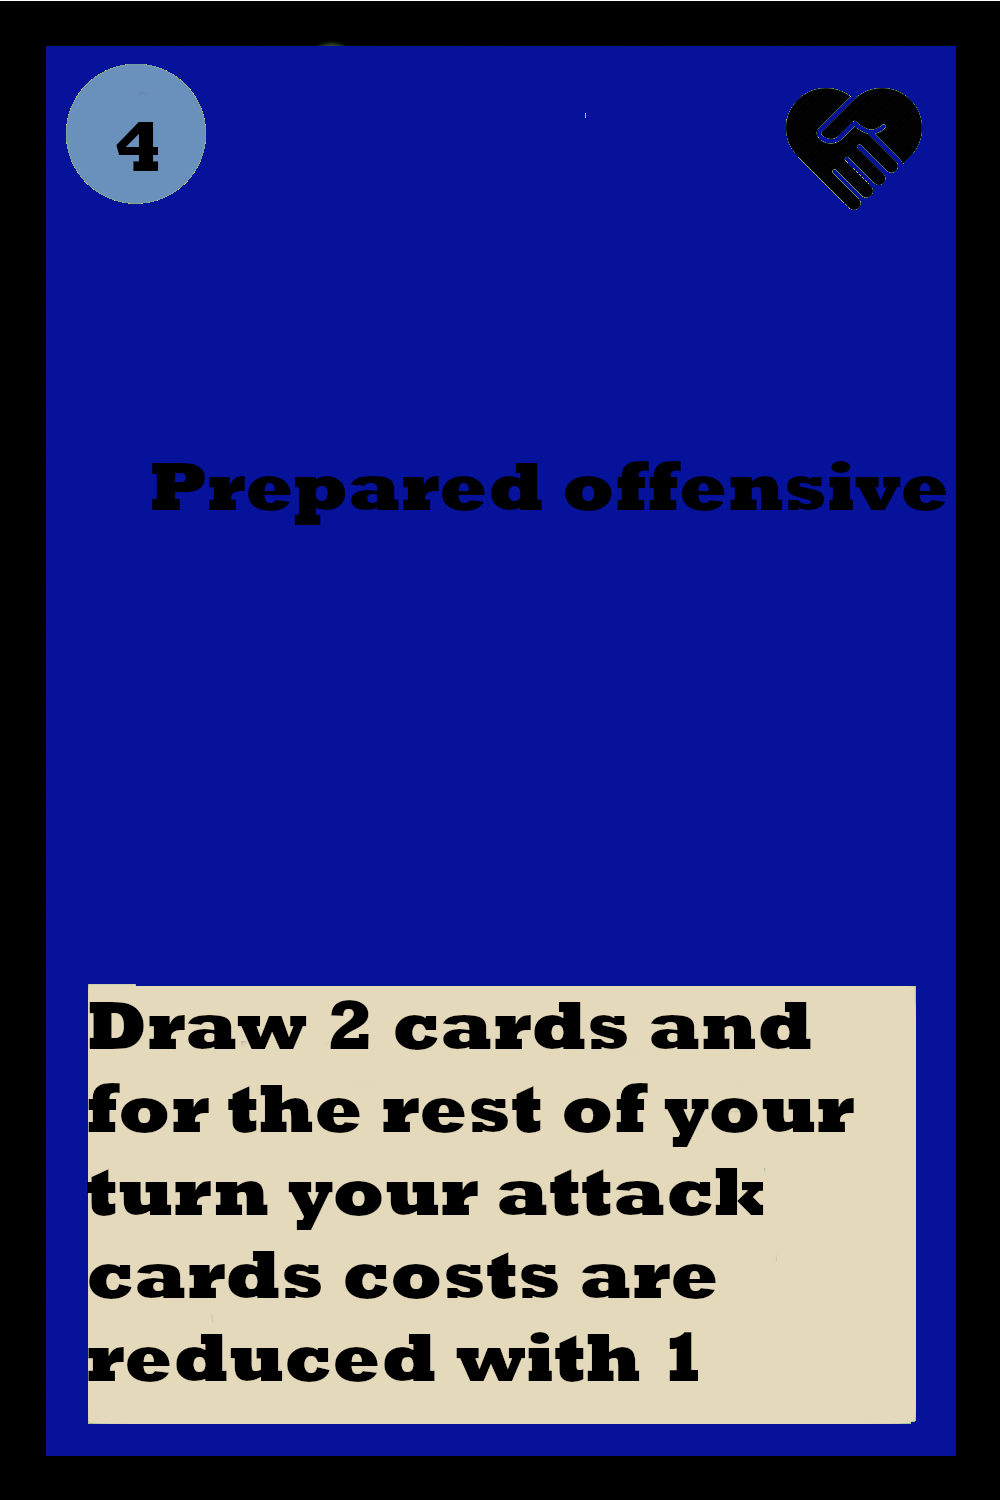 4
Prepared offensive
Draw 2 cards and
for the rest of your
turn your attack
cards costs are
reduced with 1